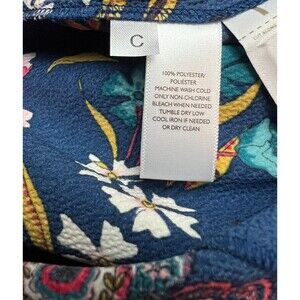 C
100% POLYESTER/
POLIÉSTER
MACHINE WASH COLD
ONLY NON-CHLORINE
BLEACH WHEN NEEDED
TUMBLE DRY LOW
COOL IRON IF NEEDED
OR DRY CLEAN